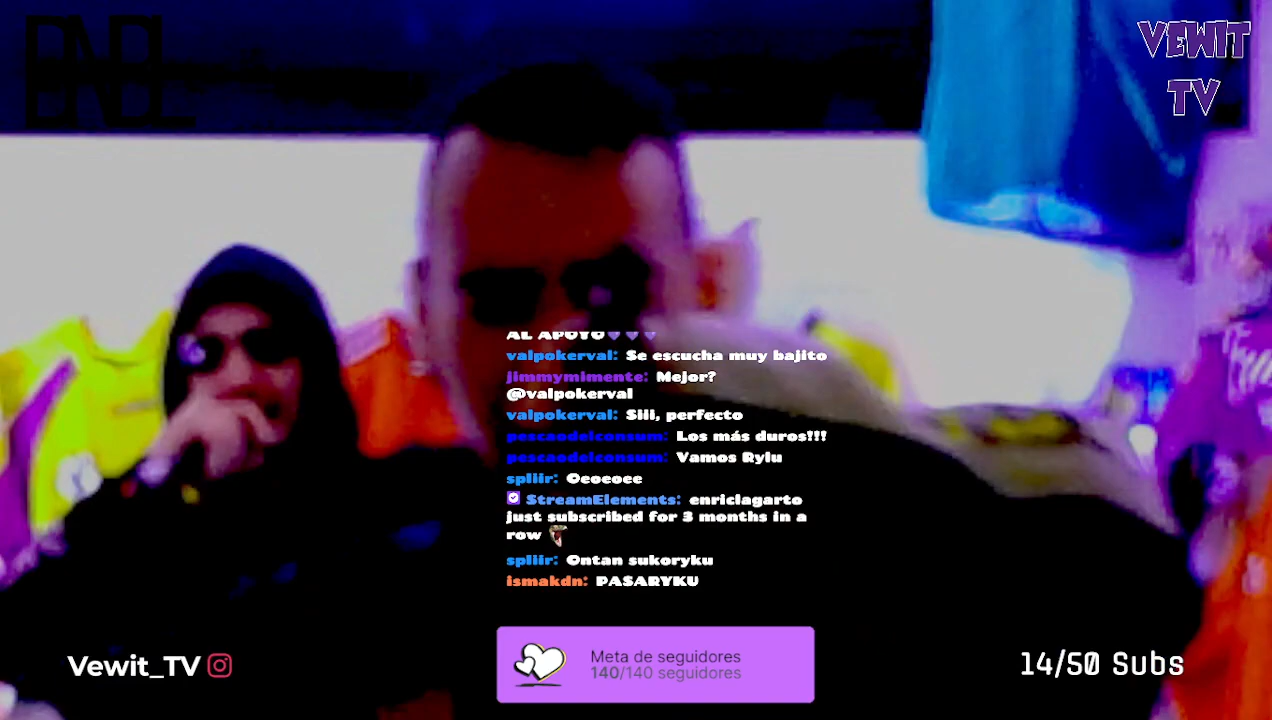 VEWIT
TV
AL APOYO
valpokerval: Se escucha muy bajito
jimmymimente: Mejor?
@valpokerval
valpokerval: Siii, perfecto
pescaodelconsum: Los más duros!!!
pescaodelconsum: Vamos Rylu
spliir: Oeoeoee
StreamElements: enriclagarto
just subscribed for 3 months in a
row
spliir: Ontan sukoryku
ismakdn: PASARYKU
Vewit_TV
Meta de seguidores
140/140 seguidores
14/50 Subs